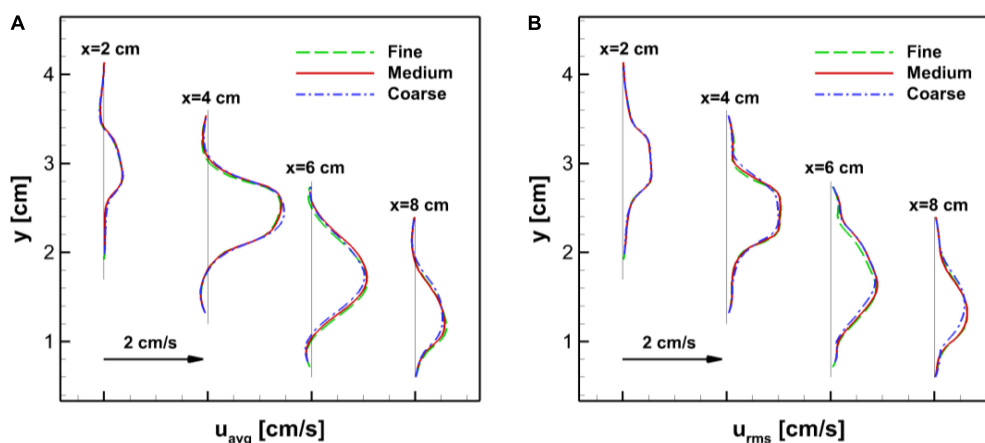 A
x=2 cm
Fine
Medium
Coarse
x=4 cm
x=6 cm
x=8 cm
4
3
2
1
y [cm]
2 cm/s
u_avg [cm/s]
B
x=2 cm
Fine
Medium
Coarse
x=4 cm
x=6 cm
x=8 cm
4
3
2
1
y [cm]
2 cm/s
u_rms [cm/s]